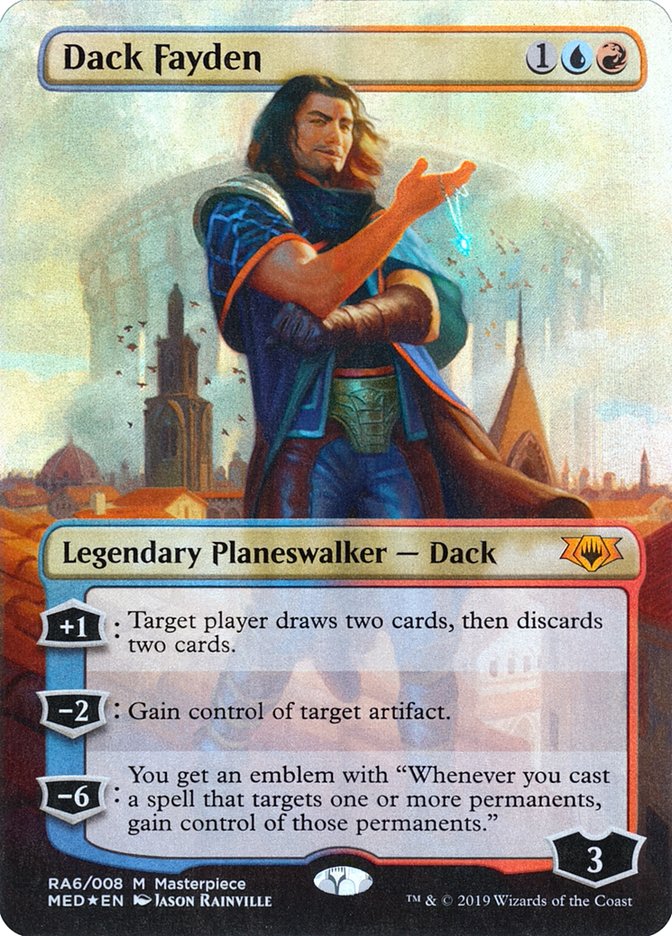 Dack Fayden
1
Legendary Planeswalker — Dack
+1 : Target player draws two cards, then discards
two cards.
−2 : Gain control of target artifact.
−6 : You get an emblem with “Whenever you cast
a spell that targets one or more permanents,
gain control of those permanents.”
3
RA6/008 M Masterpiece
MED★EN Jason Rainville
™ & © 2019 Wizards of the Coast